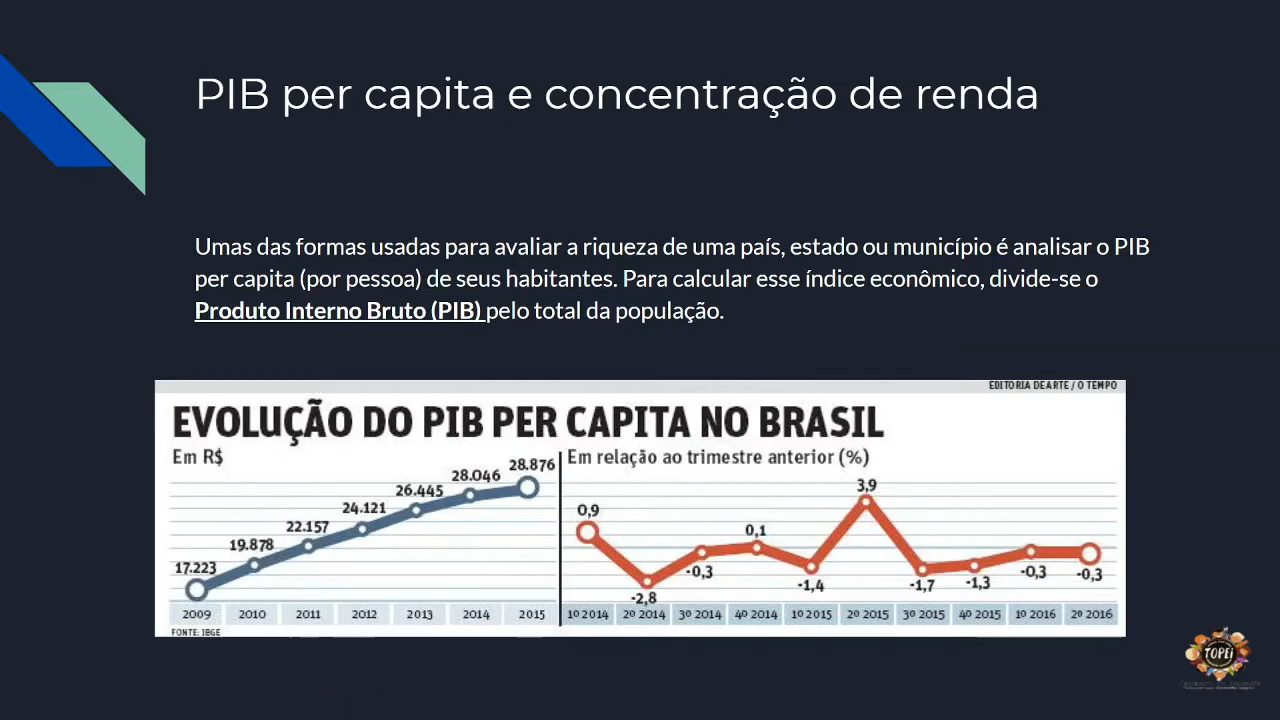 PIB per capita e concentração de renda
Umas das formas usadas para avaliar a riqueza de uma país, estado ou município é analisar o PIB
per capita (por pessoa) de seus habitantes. Para calcular esse índice econômico, divide-se o
Produto Interno Bruto (PIB) pelo total da população.
EDITORIA DE ARTE / O TEMPO
EVOLUÇÃO DO PIB PER CAPITA NO BRASIL
Em R$
17.223
19.878
22.157
24.121
26.445
28.046
28.876
2009 2010 2011 2012 2013 2014 2015
FONTE: IBGE
Em relação ao trimestre anterior (%)
0,9
-2,8
-0,3
0,1
-1,4
3,9
-1,7
-1,3
-0,3
-0,3
1º 2014 2º 2014 3º 2014 4º 2014 1º 2015 2º 2015 3º 2015 4º 2015 1º 2016 2º 2016
TOPEi